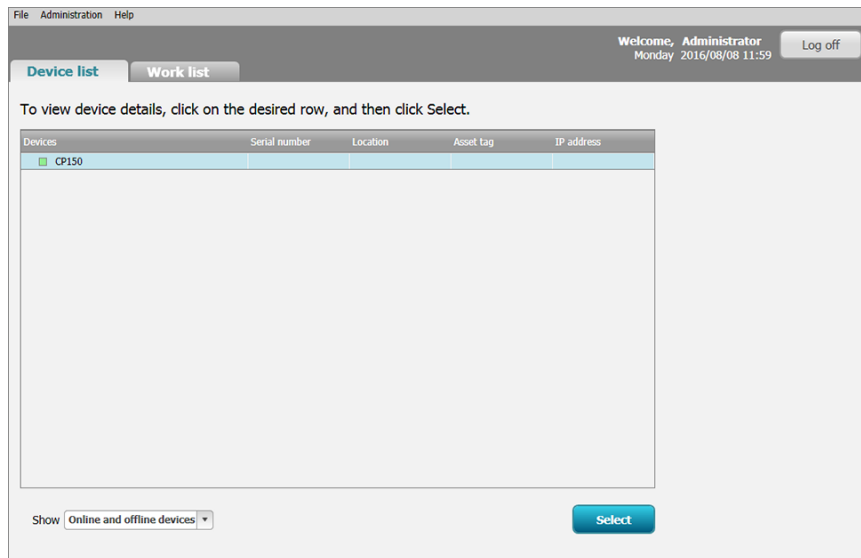 File Administration Help
Welcome, Administrator
Monday 2016/08/08 11:59
Log off
Device list Work list
To view device details, click on the desired row, and then click Select.
Devices Serial number Location Asset tag IP address
CP150
Show Online and offline devices
Select